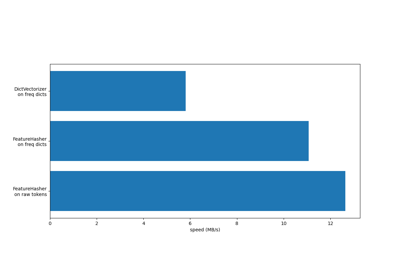 DictVectorizer
on freq dicts
FeatureHasher
on freq dicts
FeatureHasher
on raw tokens
0 2 4 6 8 10 12
speed (MB/s)